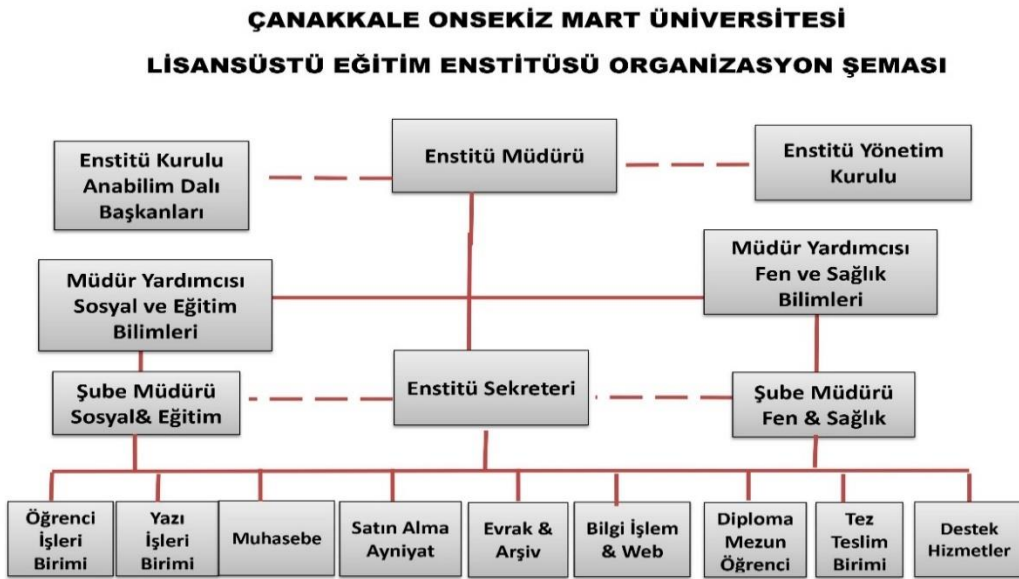 ÇANAKKALE ONSEKİZ MART ÜNİVERSİTESİ
LİSANSÜSTÜ EĞİTİM ENSTİTÜSÜ ORGANİZASYON ŞEMASI
Enstitü Kurulu
Anabilim Dalı
Başkanları
Enstitü Müdürü
Enstitü Yönetim
Kurulu
Müdür Yardımcısı
Sosyal ve Eğitim
Bilimleri
Müdür Yardımcısı
Fen ve Sağlık
Bilimleri
Şube Müdürü
Sosyal& Eğitim
Enstitü Sekreteri
Şube Müdürü
Fen & Sağlık
Öğrenci
İşleri
Birimi
Yazı
İşleri
Birimi
Muhasebe
Satın Alma
Ayniyat
Evrak &
Arşiv
Bilgi İşlem
& Web
Diploma
Mezun
Öğrenci
Tez
Teslim
Birimi
Destek
Hizmetler